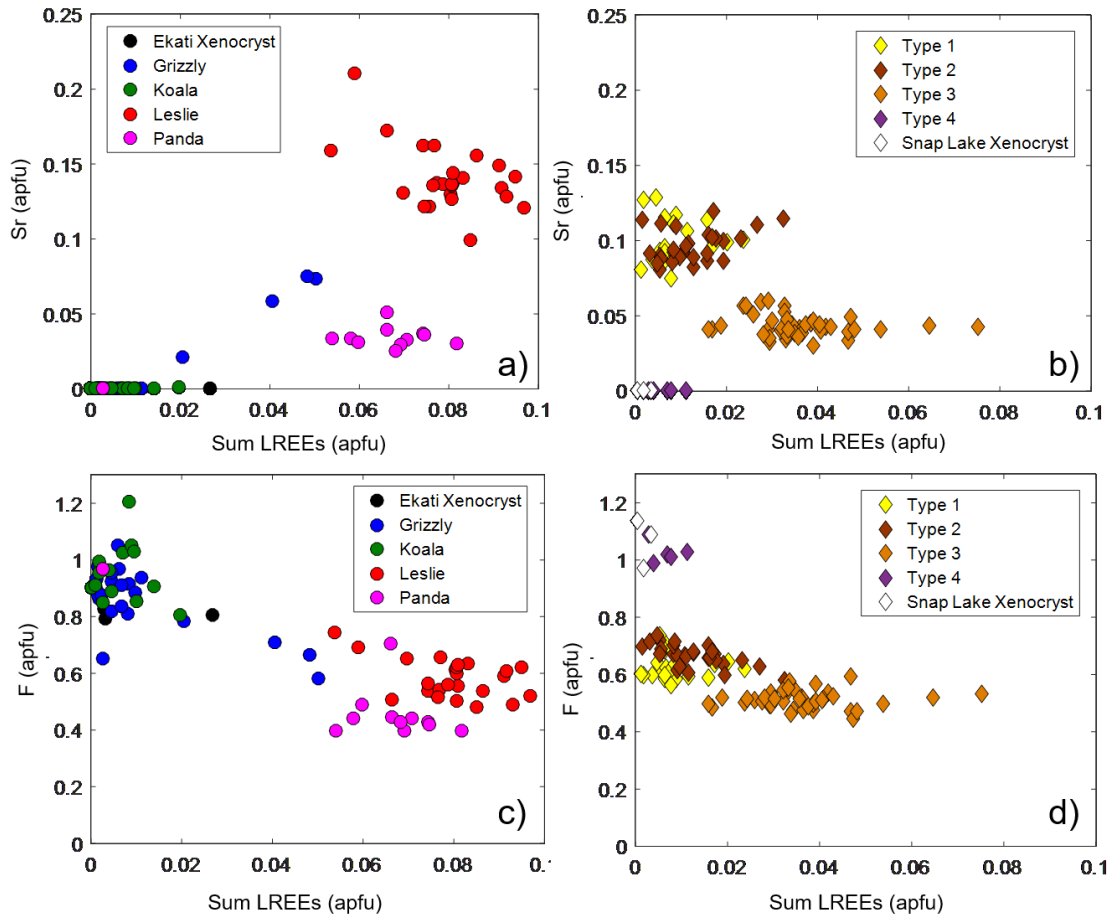 0.25
0.2
0.15
0.1
0.05
0
Sr (apfu)
Ekati Xenocryst
Grizzly
Koala
Leslie
Panda
a)
0 0.02 0.04 0.06 0.08 0.1
Sum LREEs (apfu)
0.25
0.2
0.15
0.1
0.05
0
Sr (apfu)
Type 1
Type 2
Type 3
Type 4
Snap Lake Xenocryst
b)
0.02 0.04 0.06 0.08 0.1
Sum LREEs (apfu)
1.2
1
0.8
0.6
0.4
0.2
0
F (apfu)
Ekati Xenocryst
Grizzly
Koala
Leslie
Panda
c)
0 0.02 0.04 0.06 0.08 0.
Sum LREEs (apfu)
1.2
1
0.8
0.6
0.4
0.2
0
F (apfu)
Type 1
Type 2
Type 3
Type 4
Snap Lake Xenocryst
d)
0 0.02 0.04 0.06 0.08 0.1
Sum LREEs (apfu)